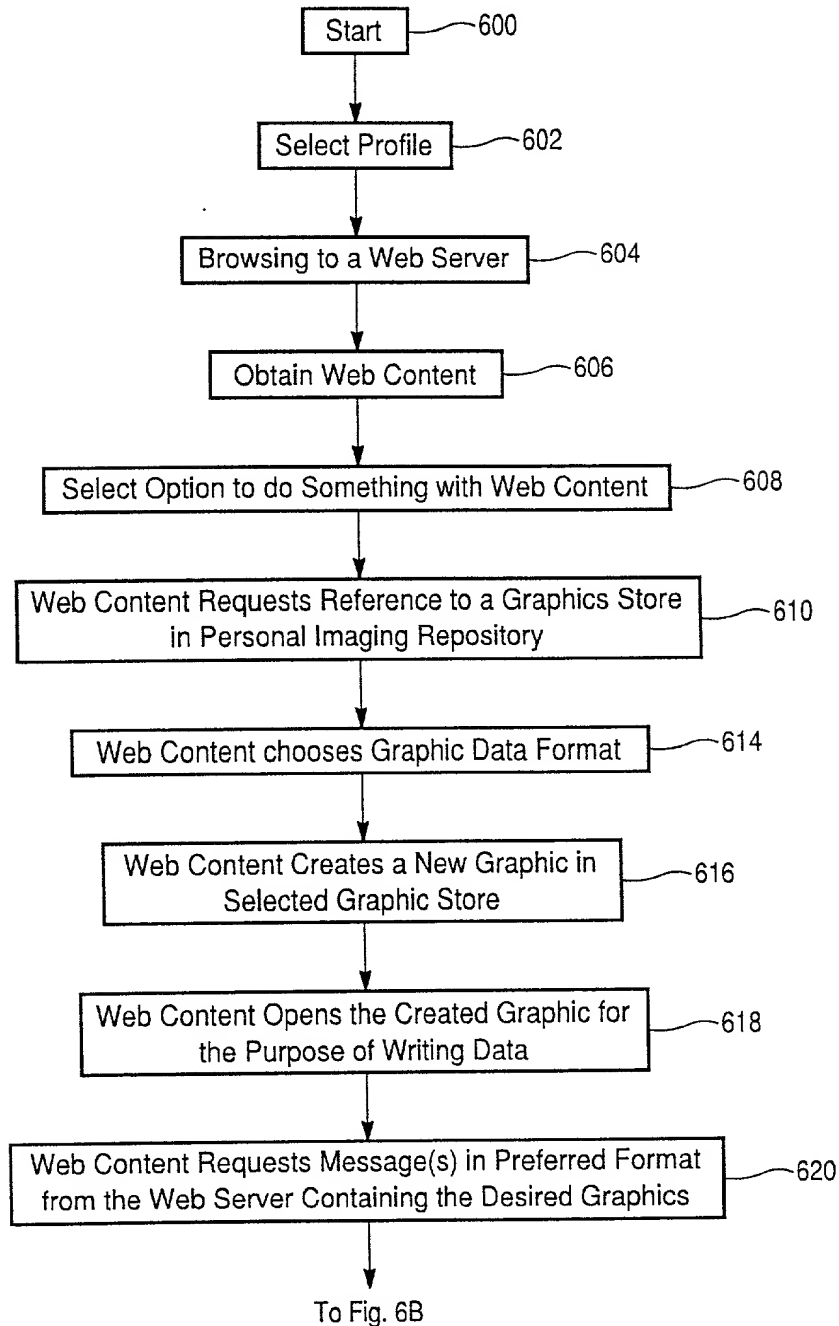 Start
600
Select Profile
602
Browsing to a Web Server
604
Obtain Web Content
606
Select Option to do Something with Web Content
608
Web Content Requests Reference to a Graphics Store
in Personal Imaging Repository
610
Web Content chooses Graphic Data Format
614
Web Content Creates a New Graphic in
Selected Graphic Store
616
Web Content Opens the Created Graphic for
the Purpose of Writing Data
618
Web Content Requests Message(s) in Preferred Format
from the Web Server Containing the Desired Graphics
620
To Fig. 6B